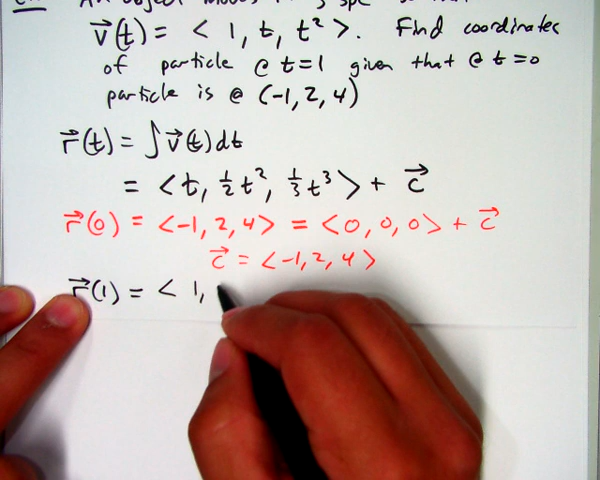 v⃗(t) = < 1, t, t² >. Find coordinates
of particle @ t=1 given that @ t=0
particle is @ (-1, 2, 4)
r⃗(t) = ∫ v⃗(t) dt
= < t, ½t², ⅓t³ > + c⃗
r⃗(0) = <-1, 2, 4> = <0, 0, 0> + c⃗
c⃗ = <-1, 2, 4>
r⃗(1) = < 1,